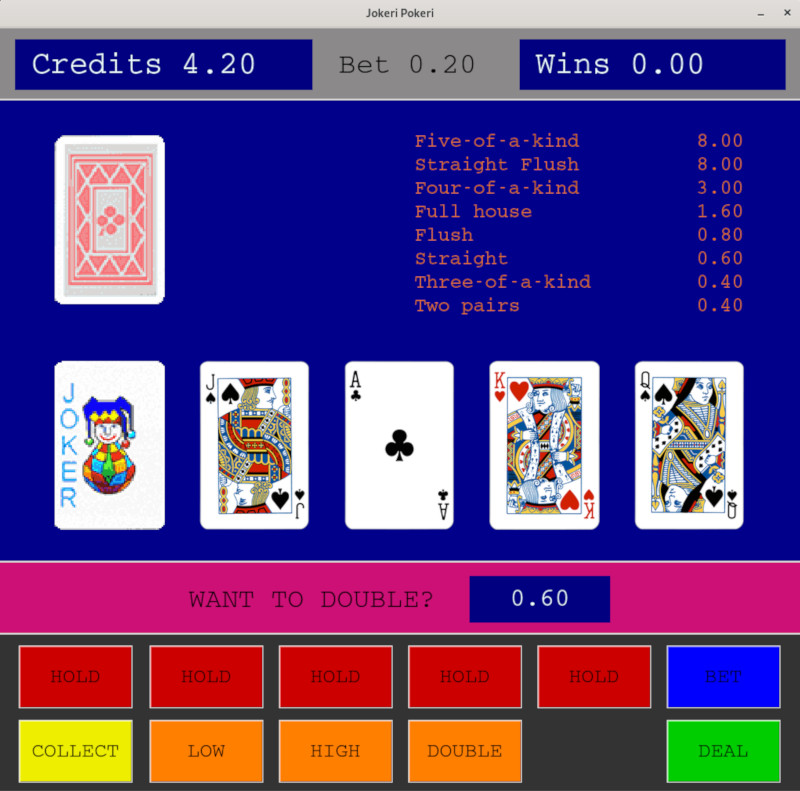 Jokeri Pokeri
Credits 4.20
Bet 0.20
Wins 0.00
Five-of-a-kind 8.00
Straight Flush 8.00
Four-of-a-kind 3.00
Full house 1.60
Flush 0.80
Straight 0.60
Three-of-a-kind 0.40
Two pairs 0.40
JOKER
J
J
A
A
K
K
Q
Q
WANT TO DOUBLE? 0.60
HOLD HOLD HOLD HOLD HOLD BET
COLLECT LOW HIGH DOUBLE DEAL